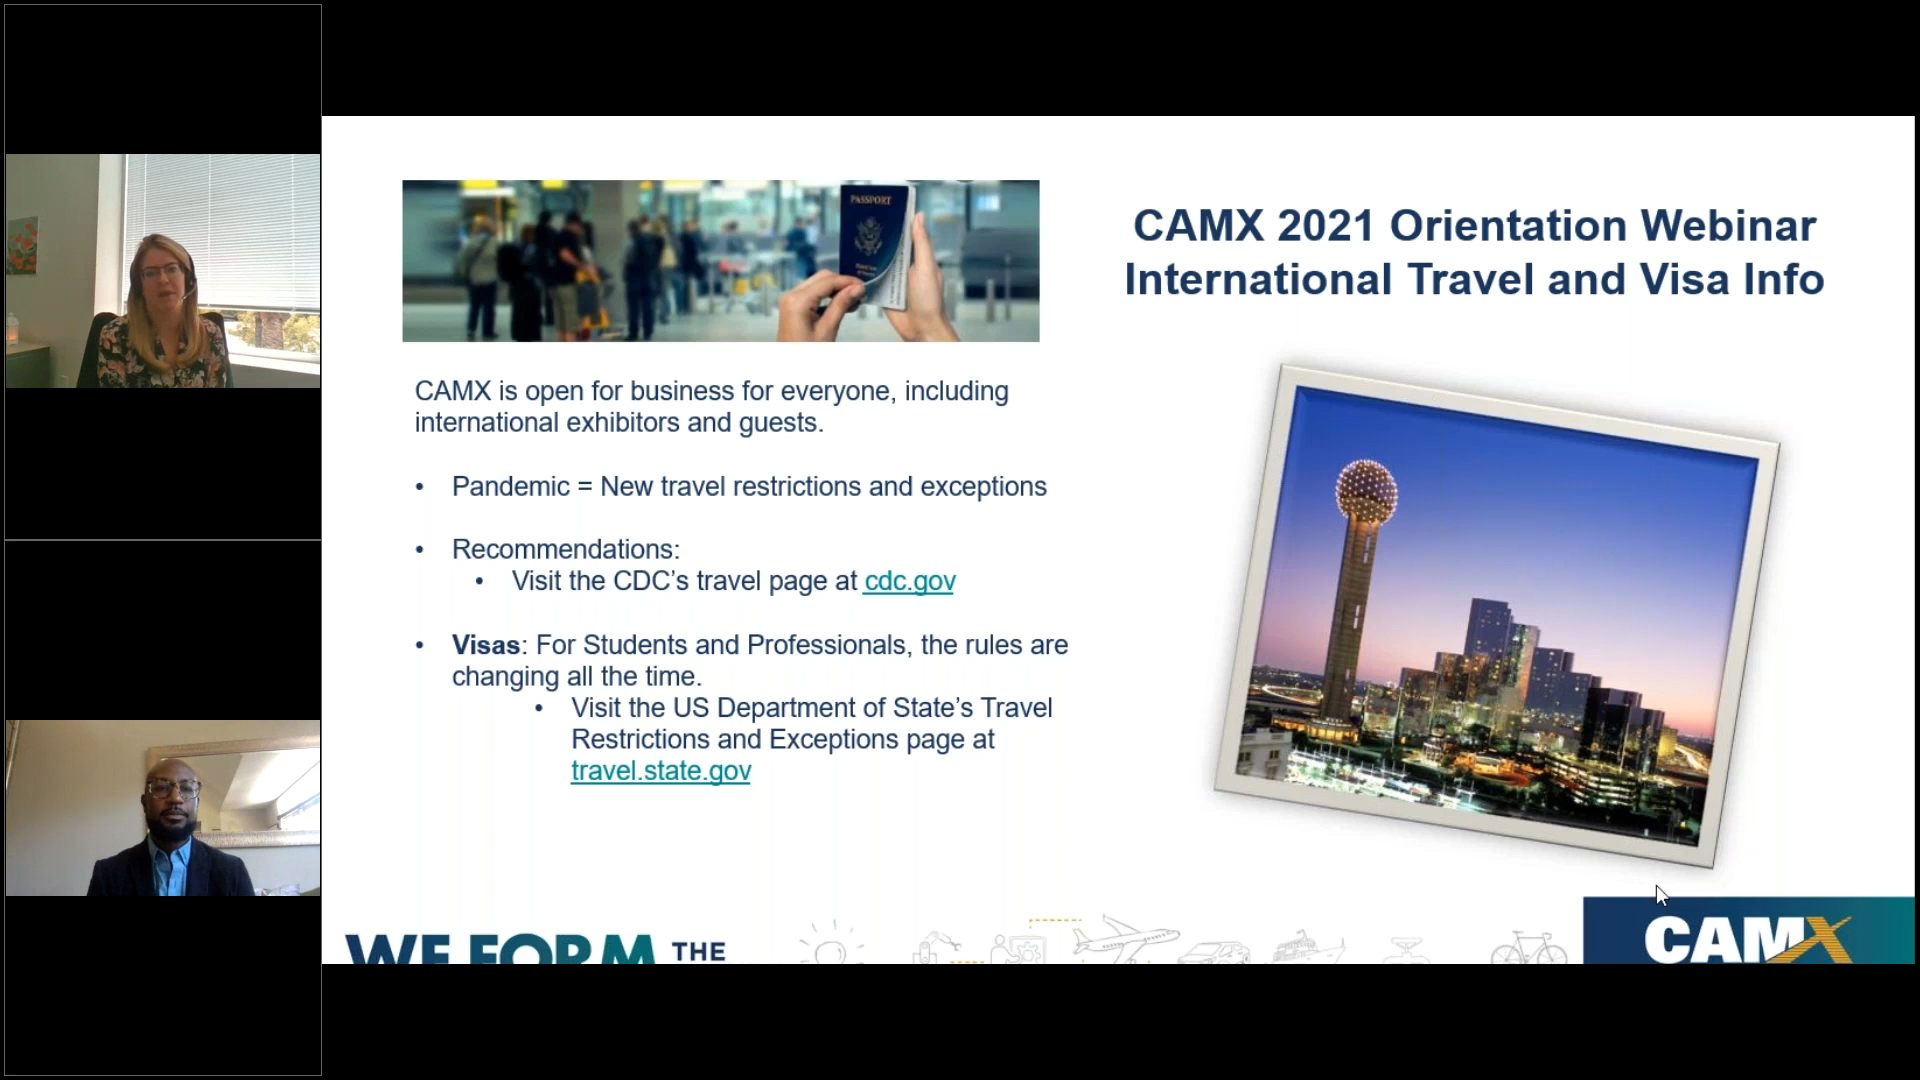 PASSPORT
CAMX 2021 Orientation Webinar
International Travel and Visa Info
CAMX is open for business for everyone, including
international exhibitors and guests.
• Pandemic = New travel restrictions and exceptions
• Recommendations:
• Visit the CDC’s travel page at cdc.gov
• Visas: For Students and Professionals, the rules are
changing all the time.
• Visit the US Department of State’s Travel
Restrictions and Exceptions page at
travel.state.gov
WE FORM THE
CAMX